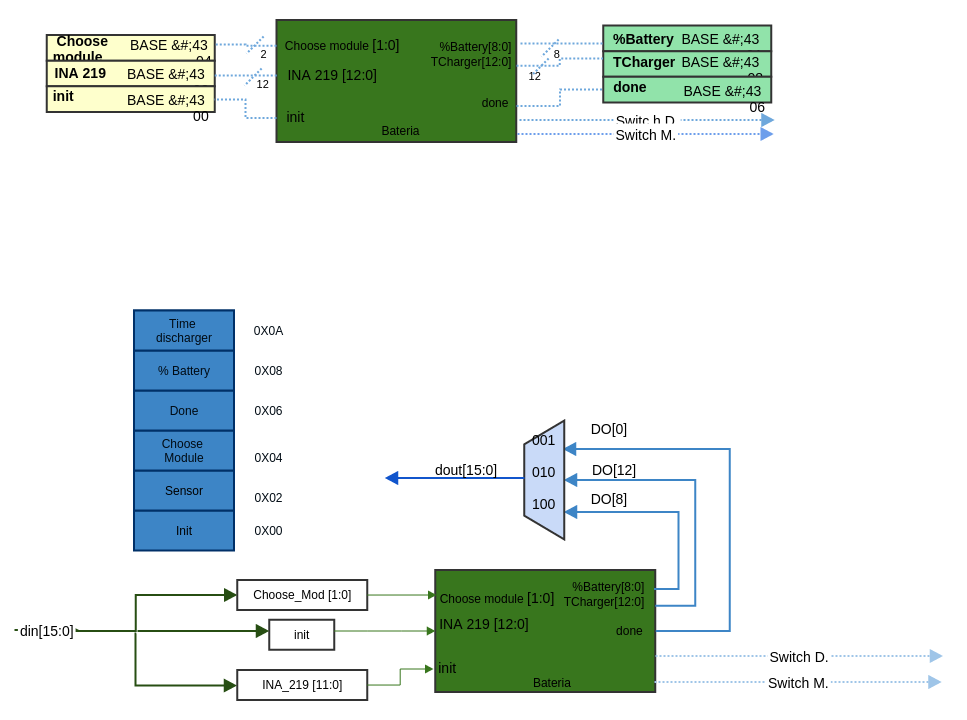 Choose
module
BASE &#;43
04
INA 219
BASE &#;43
init
BASE &#;43
00
2
12
Choose module [1:0]
INA 219 [12:0]
init
%Battery[8:0]
TCharger[12:0]
done
Bateria
8
12
%Battery BASE &#;43
TCharger BASE &#;43
08
done
BASE &#;43
06
Switch D.
Switch M.
Time
discharger
0X0A
% Battery
0X08
Done
0X06
Choose
Module
0X04
Sensor
0X02
Init
0X00
dout[15:0]
001
010
100
DO[0]
DO[12]
DO[8]
din[15:0]
Choose_Mod [1:0]
init
INA_219 [11:0]
Choose module [1:0]
INA 219 [12:0]
init
%Battery[8:0]
TCharger[12:0]
done
Bateria
Switch D.
Switch M.